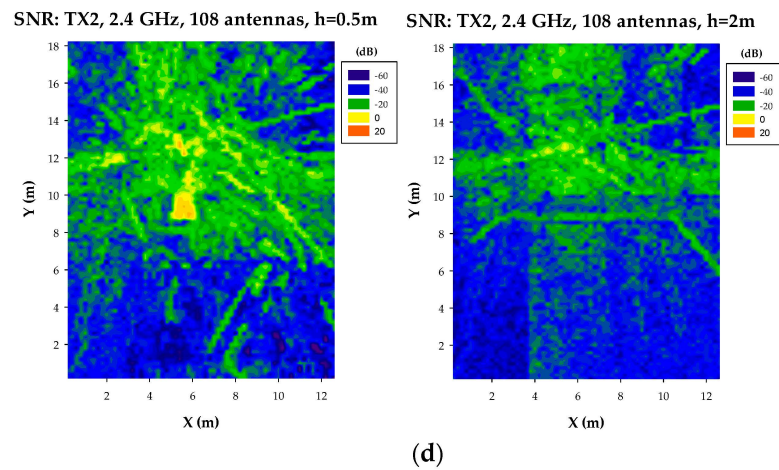 SNR: TX2, 2.4 GHz, 108 antennas, h=0.5m
(dB)
-60
-40
-20
0
20
18
16
14
12
10
8
6
4
2
Y (m)
2 4 6 8 10 12
X (m)
SNR: TX2, 2.4 GHz, 108 antennas, h=2m
(dB)
-60
-40
-20
0
20
18
16
14
12
10
8
6
4
2
Y (m)
2 4 6 8 10 12
X (m)
(d)